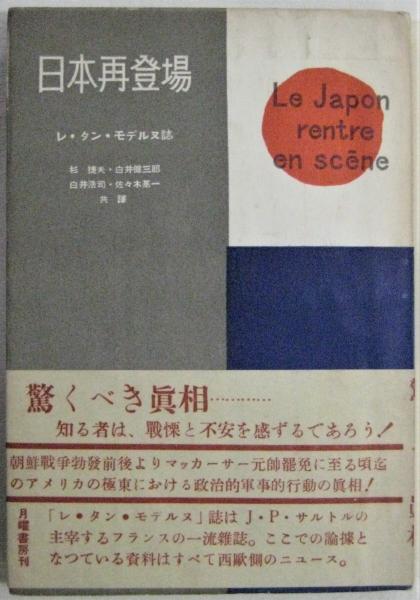 日本再登場
レ・タン・モデルヌ誌
杉 捷夫・白井健三郎
白井浩司・佐々木基一
共譯
Le Japon
rentre
en scène
驚くべき眞相…………
知る者は、戰慄と不安を感ずるであろう！
朝鮮戰爭勃發前後よりマッカーサー元帥罷免に至る頃迄
のアメリカの極東における政治的軍事的行動の眞相！
月曜書房刊
「レ・タン・モデルヌ」誌はJ・P・サルトルの
主宰するフランスの一流雜誌。ここでの論據と
なつている資料はすべて西歐側のニュース。